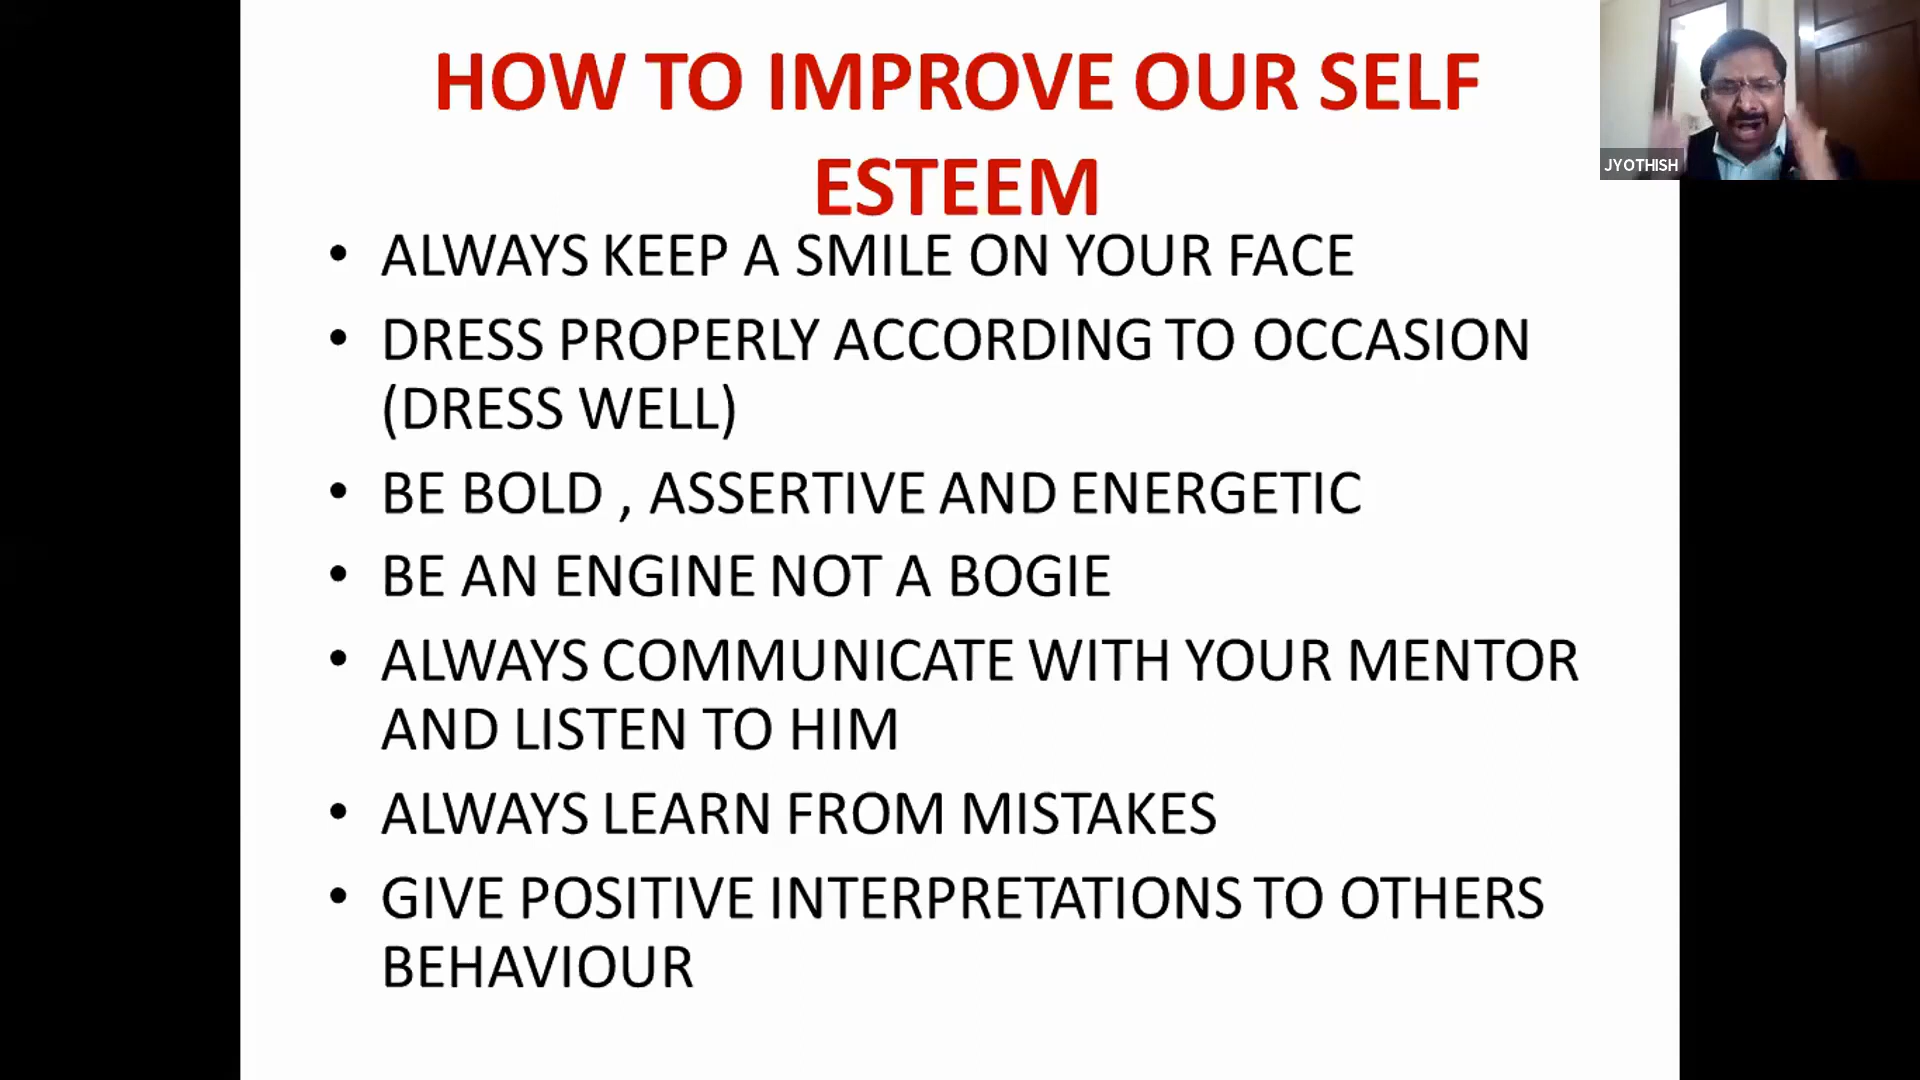 HOW TO IMPROVE OUR SELF
ESTEEM
• ALWAYS KEEP A SMILE ON YOUR FACE
• DRESS PROPERLY ACCORDING TO OCCASION
(DRESS WELL)
• BE BOLD , ASSERTIVE AND ENERGETIC
• BE AN ENGINE NOT A BOGIE
• ALWAYS COMMUNICATE WITH YOUR MENTOR
AND LISTEN TO HIM
• ALWAYS LEARN FROM MISTAKES
• GIVE POSITIVE INTERPRETATIONS TO OTHERS
BEHAVIOUR
JYOTHISH